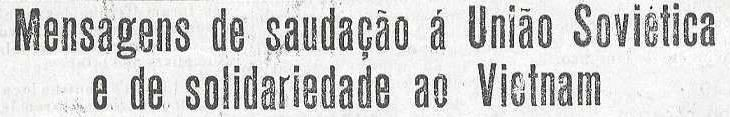 Mensagens de saudação á União Soviética
e de solidariedade ao Vietnam